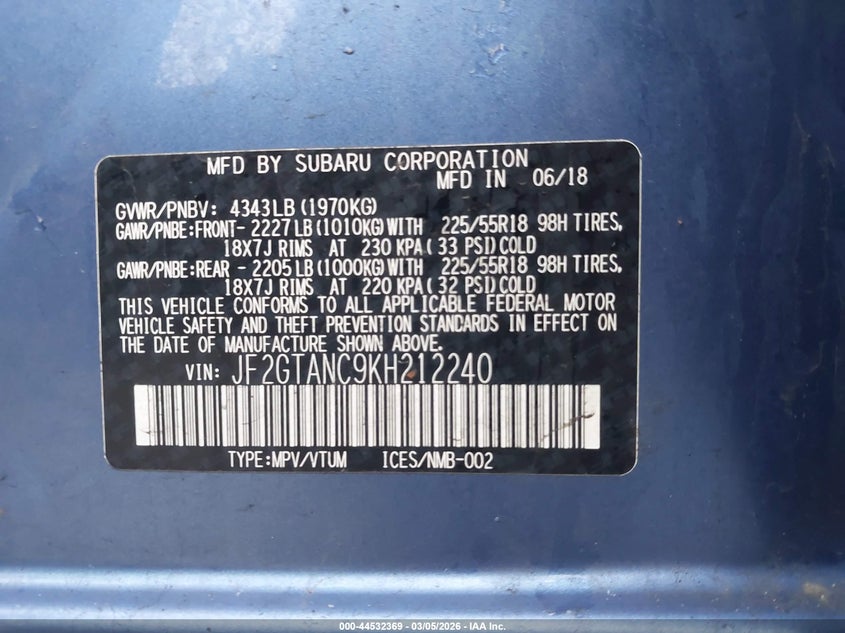 MFD BY SUBARU CORPORATION
MFD IN 06/18
GVWR/PNBV: 4343LB (1970KG)
GAWR/PNBE:FRONT- 2227LB (1010KG) WITH 225/55R18 98H TIRES,
18X7J RIMS AT 230 KPA( 33 PSI) COLD
GAWR/PNBE:REAR - 2205LB (1000KG) WITH 225/55R18 98H TIRES,
18X7J RIMS AT 220 KPA( 32 PSI) COLD
THIS VEHICLE CONFORMS TO ALL APPLICABLE FEDERAL MOTOR
VEHICLE SAFETY AND THEFT PREVENTION STANDARDS IN EFFECT ON
THE DATE OF MANUFACTURE SHOWN ABOVE.
VIN: JF2GTANC9KH212240
TYPE:MPV/VTUM ICES/NMB-002
000-44532369 - 03/05/2026 - IAA Inc.